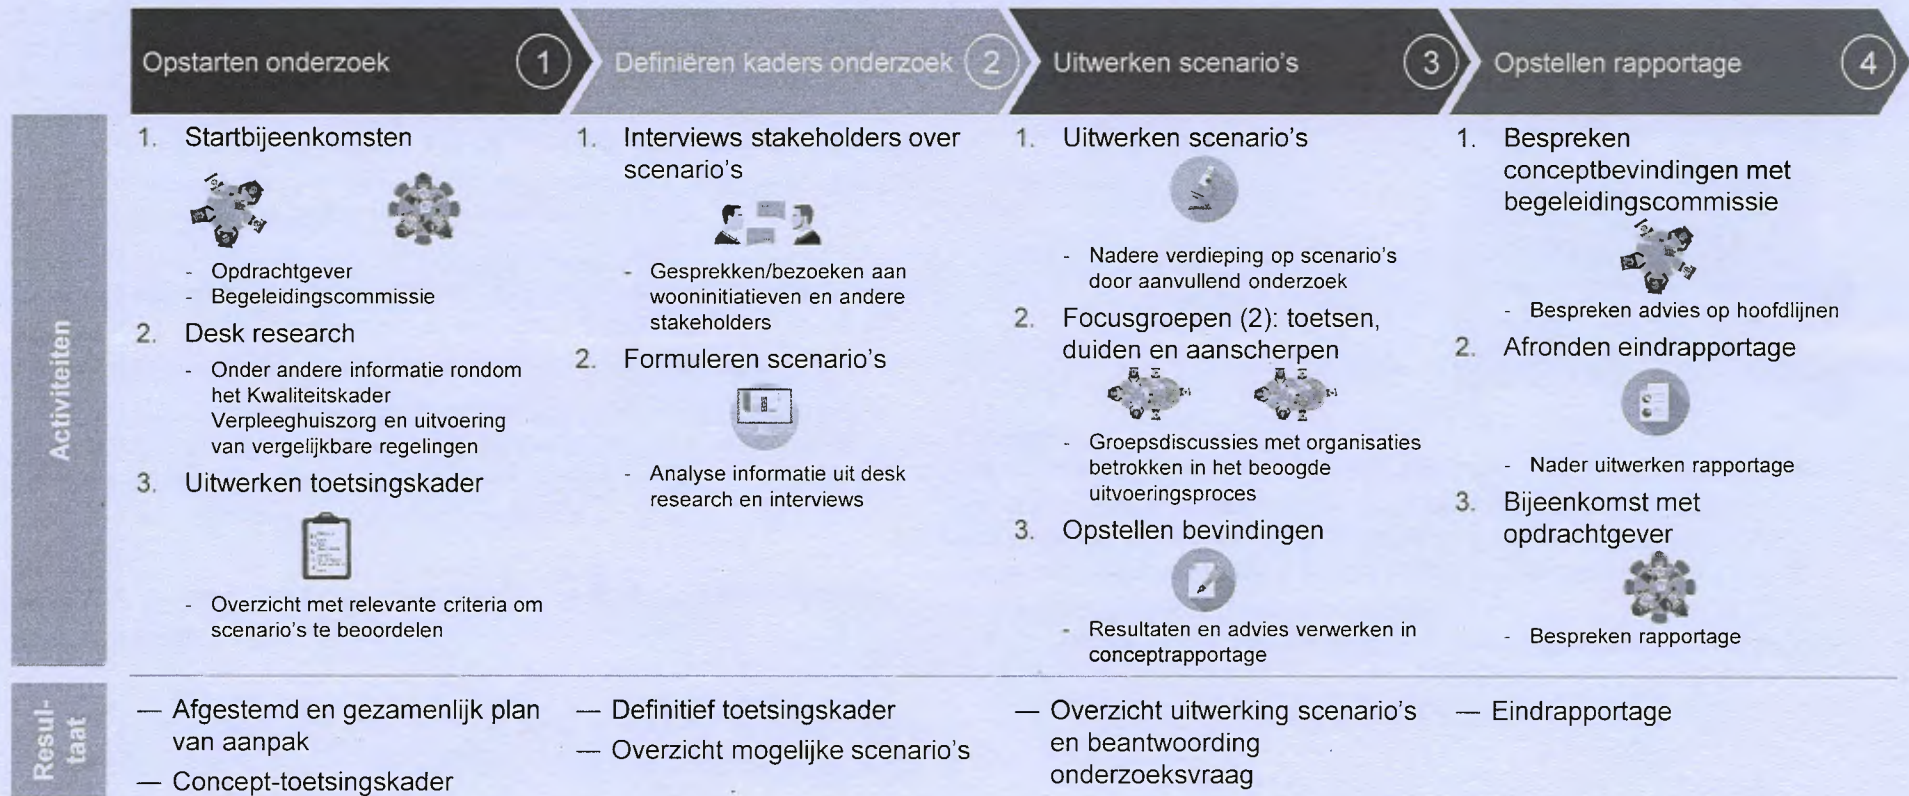 Opstarten onderzoek
1
Definiëren kaders onderzoek
2
Uitwerken scenario's
3
Opstellen rapportage
4
Activiteiten
1. Startbijeenkomsten
- Opdrachtgever
- Begeleidingscommissie
2. Desk research
- Onder andere informatie rondom
het Kwaliteitskader
Verpleeghuiszorg en uitvoering
van vergelijkbare regelingen
3. Uitwerken toetsingskader
- Overzicht met relevante criteria om
scenario's te beoordelen
1. Interviews stakeholders over
scenario's
- Gesprekken/bezoeken aan
wooninitiatieven en andere
stakeholders
2. Formuleren scenario's
- Analyse informatie uit desk
research en interviews
1. Uitwerken scenario's
- Nadere verdieping op scenario's
door aanvullend onderzoek
2. Focusgroepen (2): toetsen,
duiden en aanscherpen
- Groepsdiscussies met organisaties
betrokken in het beoogde
uitvoeringsproces
3. Opstellen bevindingen
- Resultaten en advies verwerken in
conceptrapportage
1. Bespreken
conceptbevindingen met
begeleidingscommissie
- Bespreken advies op hoofdlijnen
2. Afronden eindrapportage
- Nader uitwerken rapportage
3. Bijeenkomst met
opdrachtgever
- Bespreken rapportage
Resul-
taat
— Afgestemd en gezamenlijk plan
van aanpak
— Concept-toetsingskader
— Definitief toetsingskader
— Overzicht mogelijke scenario's
— Overzicht uitwerking scenario's
en beantwoording
onderzoeksvraag
— Eindrapportage